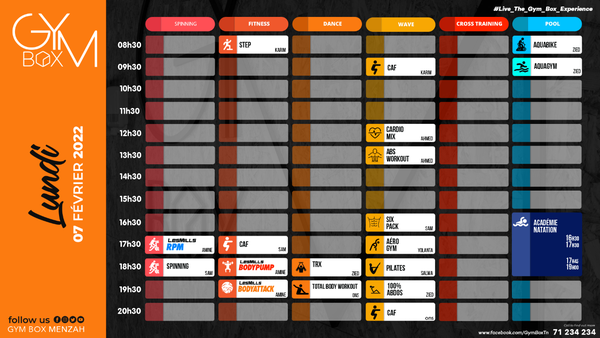 GYM
BOX
Lundi
07 FÉVRIER 2022
follow us
GYM BOX MENZAH
#Live_The_Gym_Box_Experience
SPINNING FITNESS DANCE WAVE CROSS TRAINING POOL
08h30 STEP KARIM AQUABIKE ZIED
09h30 CAF KARIM AQUAGYM ZIED
10h30
11h30
12h30 CARDIO MIX AHMED
13h30 ABS WORKOUT AHMED
14h30
15h30
16h30 SIX PACK SAM ACADÉMIE NATATION 16H30 17H30 17H45 19H00
17h30 LesMILLS RPM AMINE CAF SAM AERO GYM YOLANTA
18h30 SPINNING SAM LesMILLS BODYPUMP AMINE TRX ZIED PILATES SALWA
19h30 LesMILLS BODYATTACK AMINE TOTAL BODY WORKOUT ONS 100% ABDOS ZIED
20h30 CAF
www.facebook.com/GymBoxTn 71 234 234